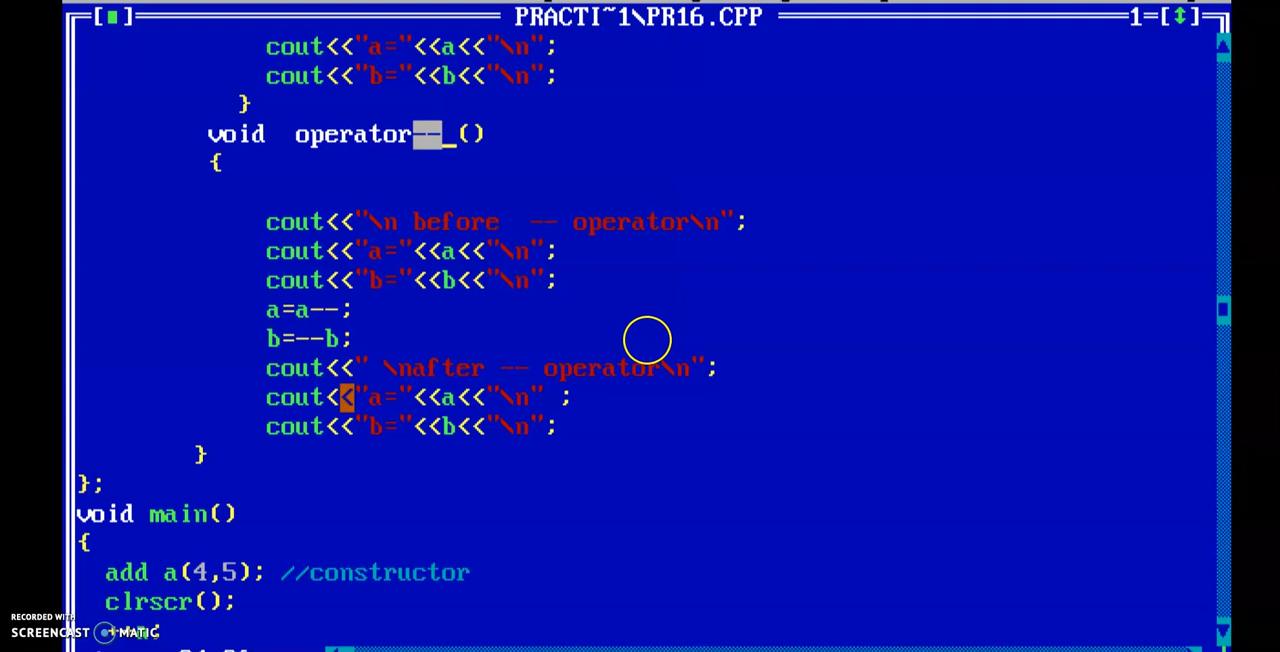 [■] PRACTI~1\PR16.CPP 1=[↕]
cout<<"a="<<a<<"\n";
cout<<"b="<<b<<"\n";
}
void operator--_()
{
cout<<"\n before -- operator\n";
cout<<"a="<<a<<"\n";
cout<<"b="<<b<<"\n";
a=a--;
b=--b;
cout<<" \nafter -- operator\n";
cout<<"a="<<a<<"\n" ;
cout<<"b="<<b<<"\n";
}
};
void main()
{
add a(4,5); //constructor
clrscr();
RECORDED WITH
SCREENCAST MATIC